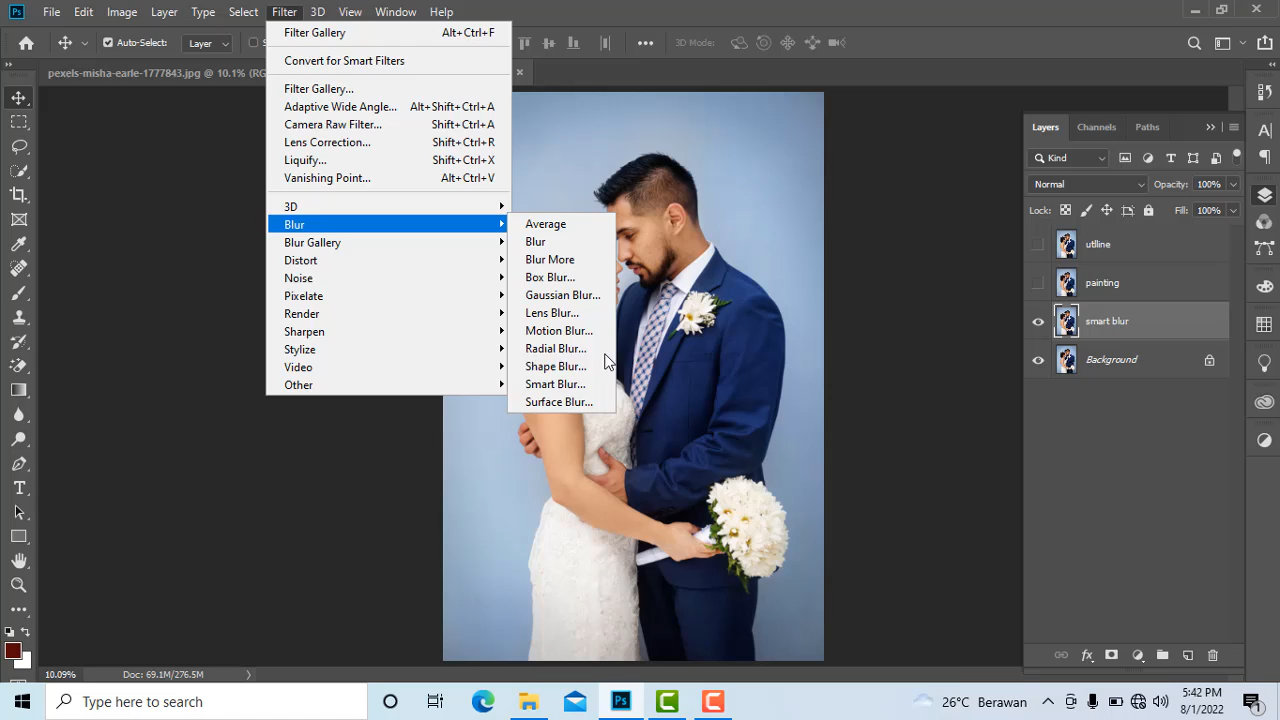 Ps File Edit Image Layer Type Select Filter 3D View Window Help
Auto-Select: Layer 3D Mode:
pexels-misha-earle-1777843.jpg @ 10.1% (RG
Filter Gallery Alt+Ctrl+F
Convert for Smart Filters
Filter Gallery...
Adaptive Wide Angle... Alt+Shift+Ctrl+A
Camera Raw Filter... Shift+Ctrl+A
Lens Correction... Shift+Ctrl+R
Liquify... Shift+Ctrl+X
Vanishing Point... Alt+Ctrl+V
3D
Blur
Blur Gallery
Distort
Noise
Pixelate
Render
Sharpen
Stylize
Video
Other
Average
Blur
Blur More
Box Blur...
Gaussian Blur...
Lens Blur...
Motion Blur...
Radial Blur...
Shape Blur...
Smart Blur...
Surface Blur...
Layers Channels Paths
Kind
Normal Opacity: 100%
Lock: Fill: 100%
utline
painting
smart blur
Background
fx
10.09% Doc: 69.1M/276.5M
Type here to search
Ps
26°C Berawan
5:42 PM
8/1/2022
1